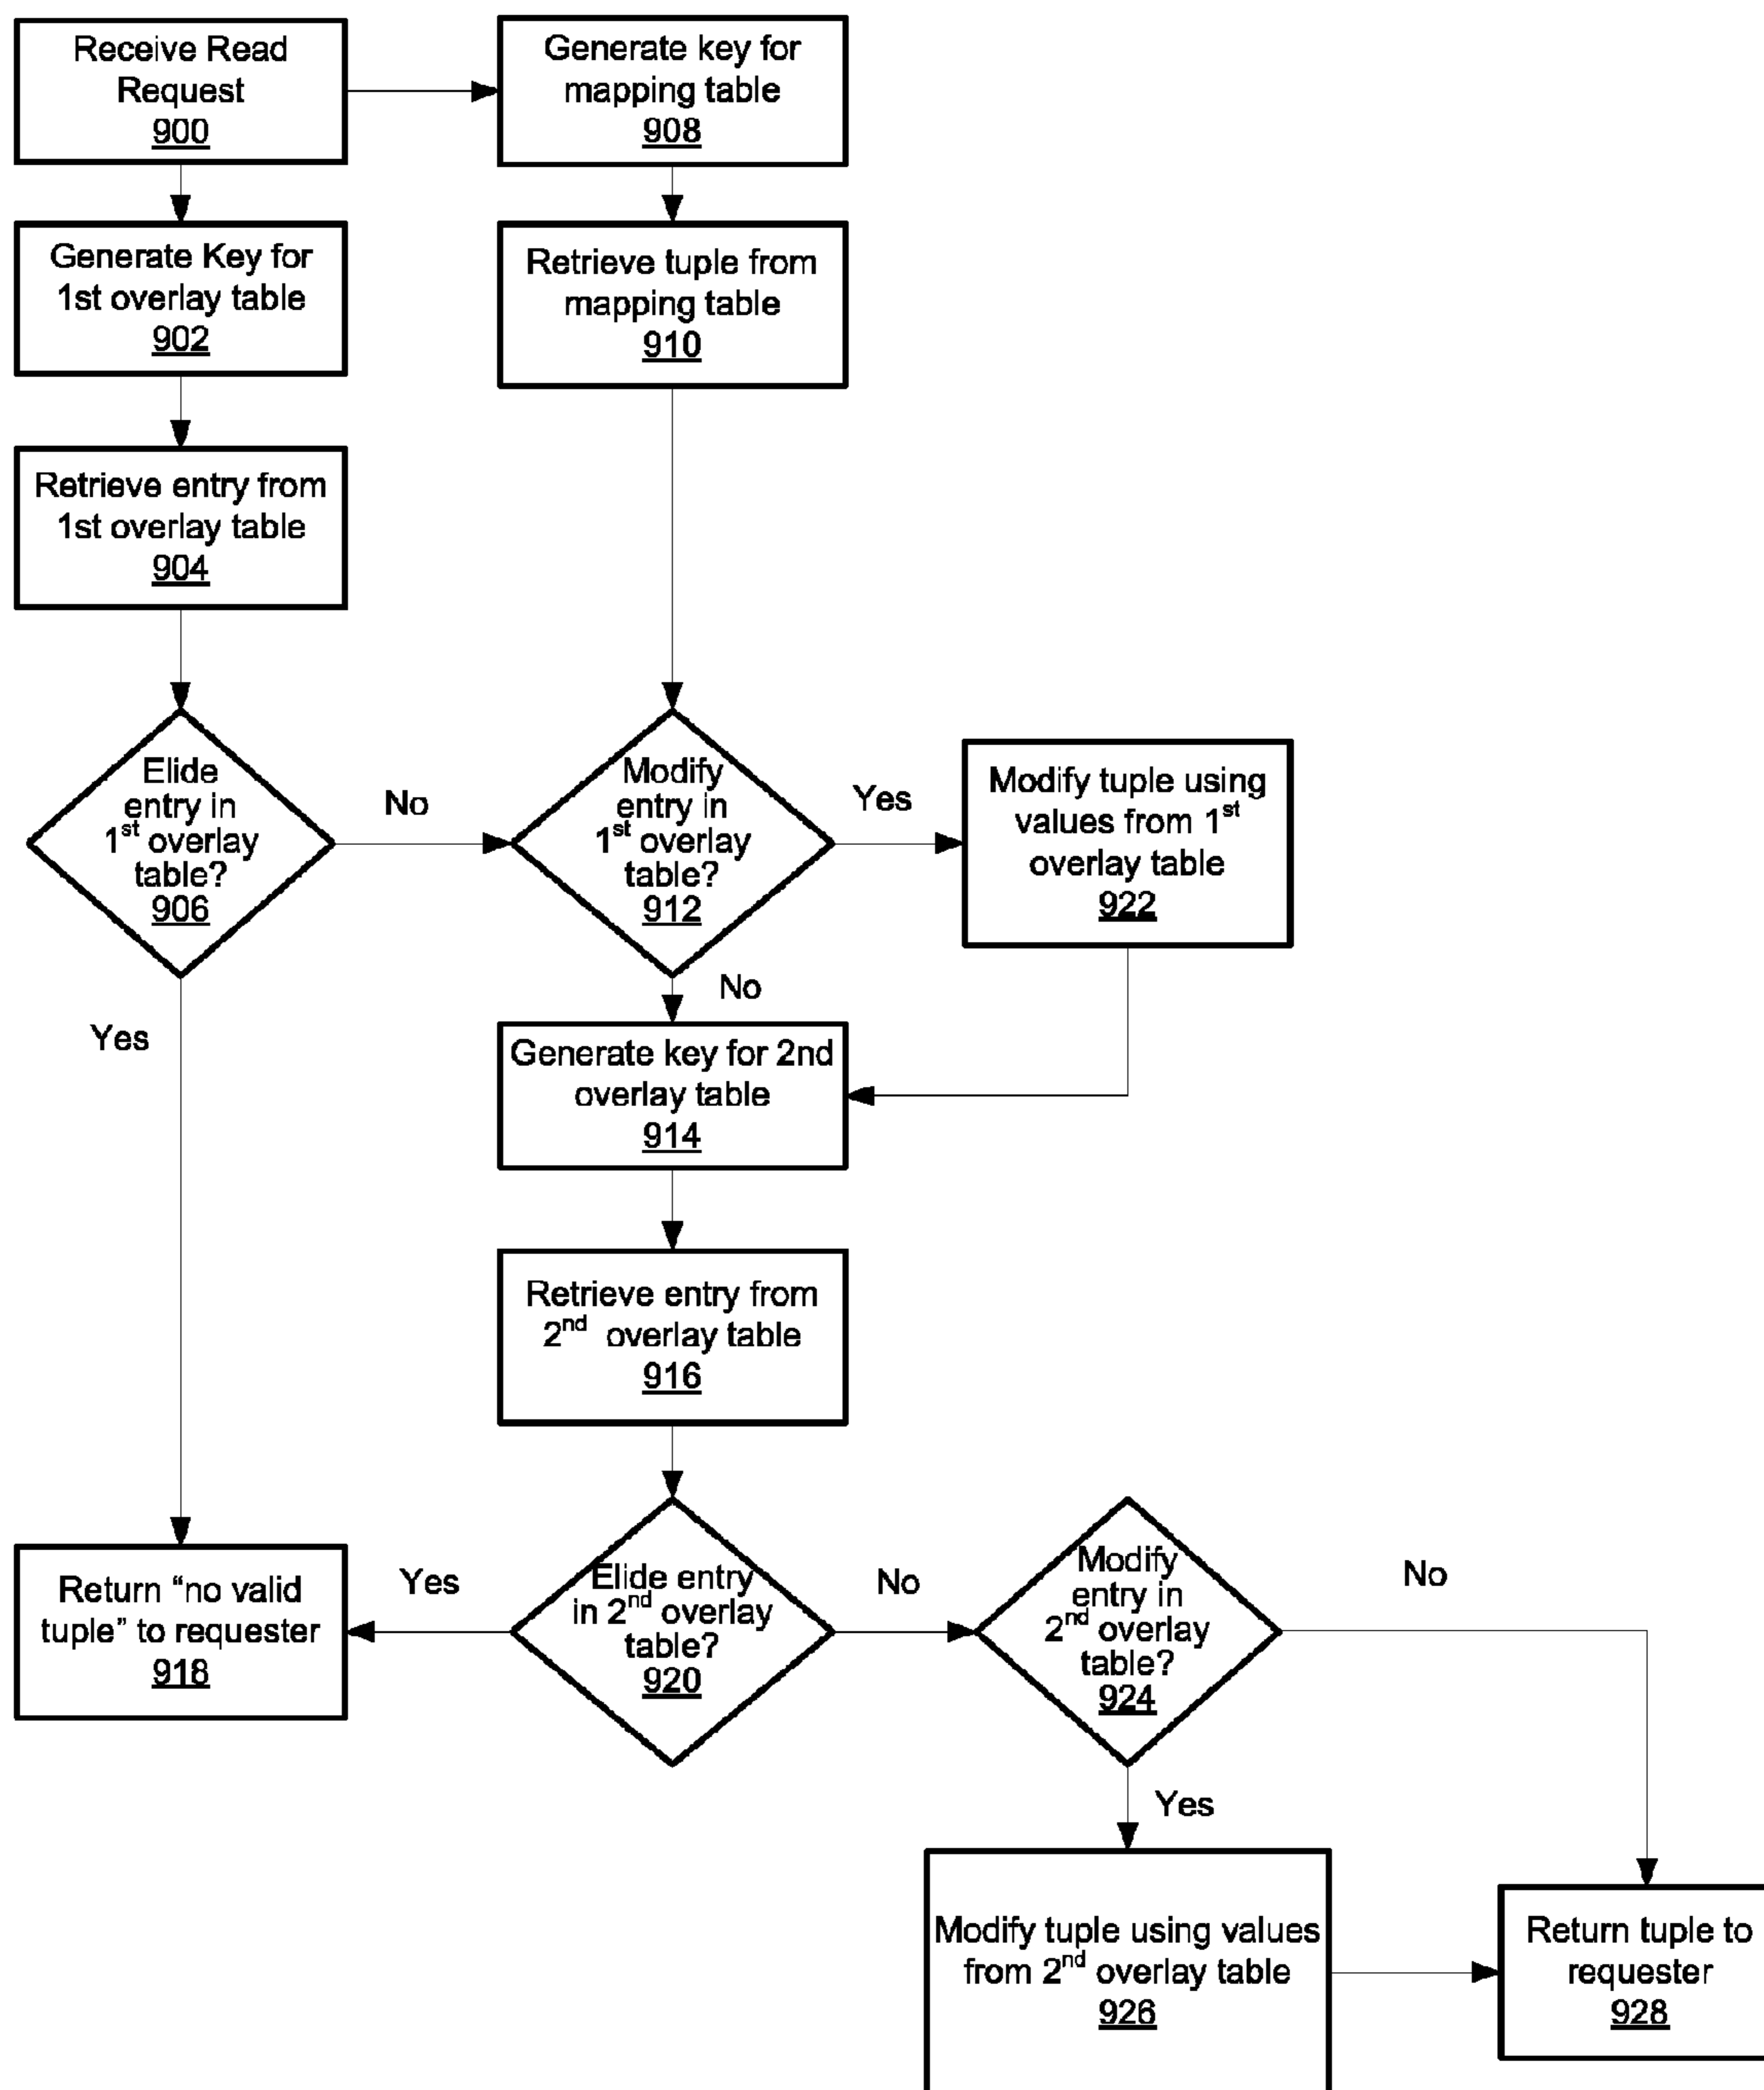 Receive Read
Request
900
Generate key for
mapping table
908
Generate Key for
1st overlay table
902
Retrieve tuple from
mapping table
910
Retrieve entry from
1st overlay table
904
Elide
entry in
1st overlay
table?
906
No
Modify
entry in
1st overlay
table?
912
Yes
Modify tuple using
values from 1st
overlay table
922
Yes
No
Generate key for 2nd
overlay table
914
Retrieve entry from
2nd overlay table
916
Return “no valid
tuple” to requester
918
Yes
Elide entry
in 2nd overlay
table?
920
No
Modify
entry in
2nd overlay
table?
924
No
Yes
Modify tuple using values
from 2nd overlay table
926
Return tuple to
requester
928